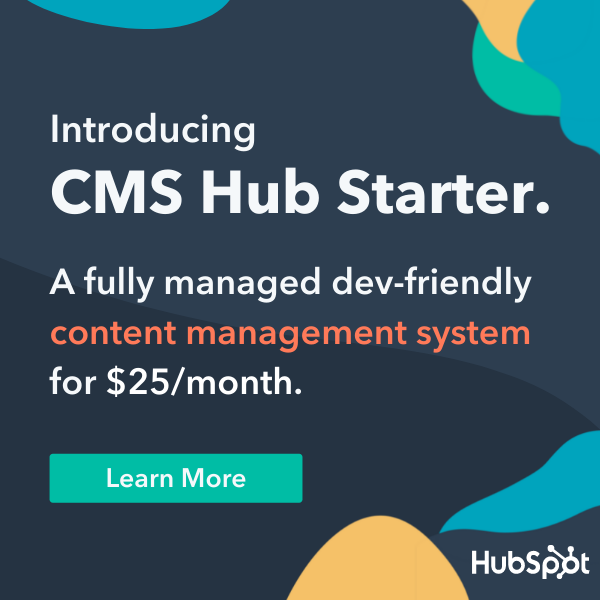 Introducing
CMS Hub Starter.
A fully managed dev-friendly
content management system
for $25/month.
Learn More
HubSpot